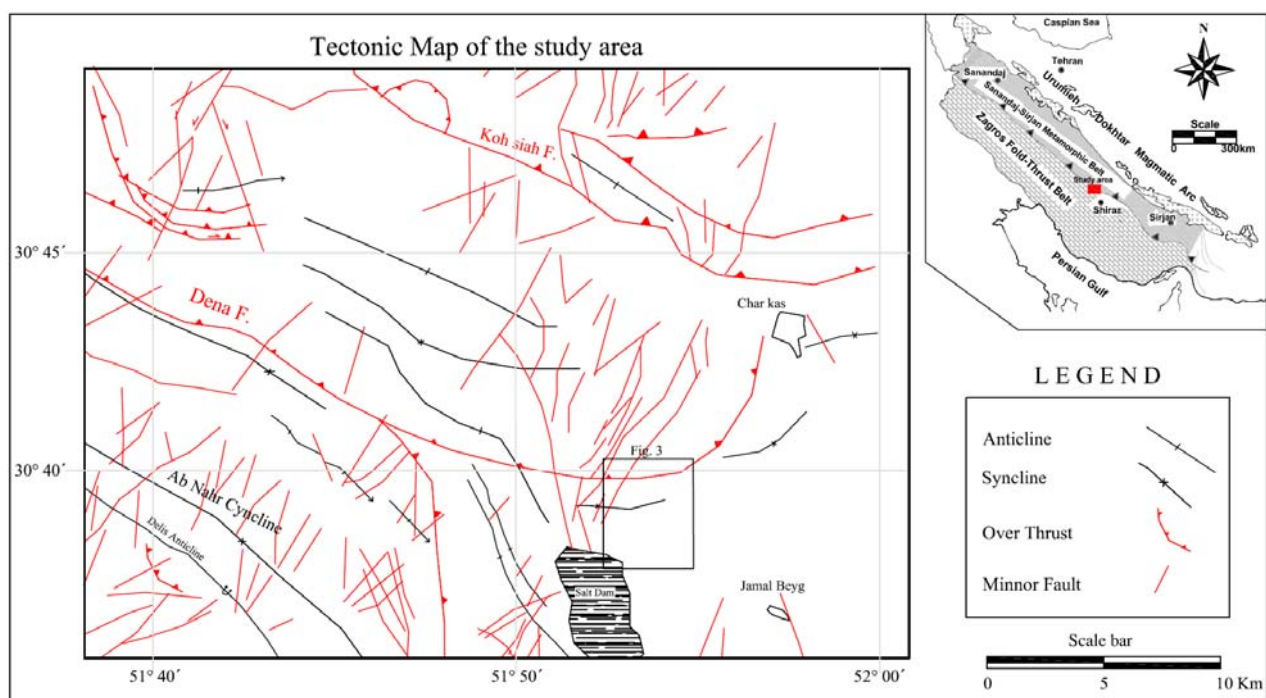 Tectonic Map of the study area
Koh siah F.
30° 45´
Dena F.
Char kas
Fig. 3
30° 40´
Ab Nahr Cyncline
Delis Anticline
Salt Dam
Jamal Beyg
51° 40´
51° 50´
52° 00´
Caspian Sea
N
Tehran
Sanandaj
Urumieh Dokhtar Magmatic Arc
Sanandaj-Sirjan Metamorphic Belt
Scale
0 300km
Zagros Fold-Thrust Belt
Study area
Shiraz
Sirjan
Persian Gulf
LEGEND
Anticline
Syncline
Over Thrust
Minnor Fault
Scale bar
0 5 10 Km